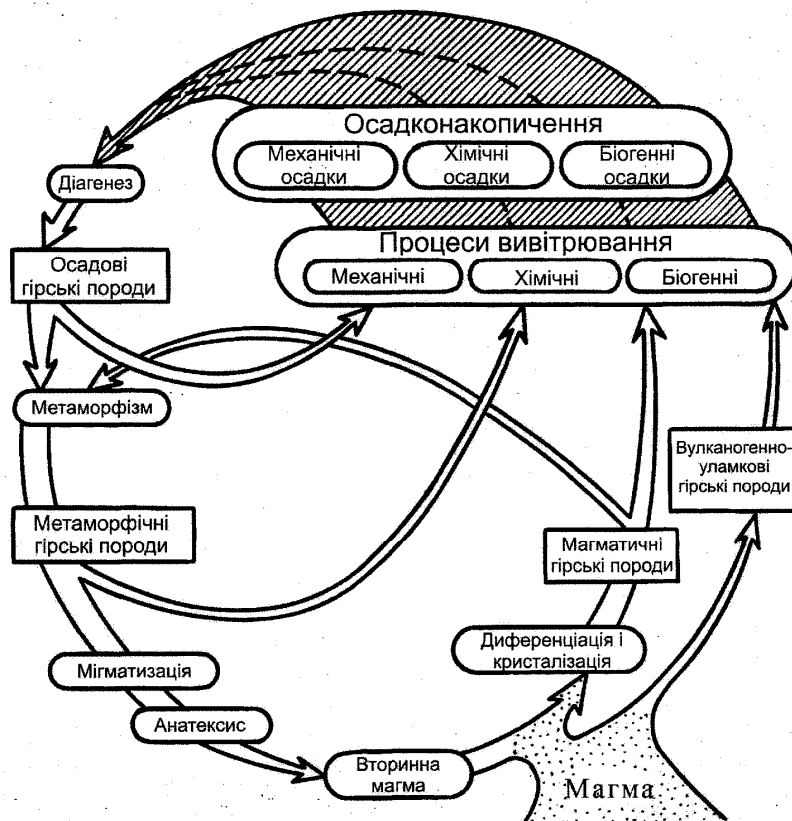 Осадконакопичення
Механічні
осадки
Хімічні
осадки
Біогенні
осадки
Діагенез
Процеси вивітрювання
Механічні
Хімічні
Біогенні
Осадові
гірські породи
Метаморфізм
Вулканогенно-
уламкові
гірські породи
Метаморфічні
гірські породи
Магматичні
гірські породи
Диференціація і
кристалізація
Мігматизація
Анатексис
Вторинна
магма
Магма